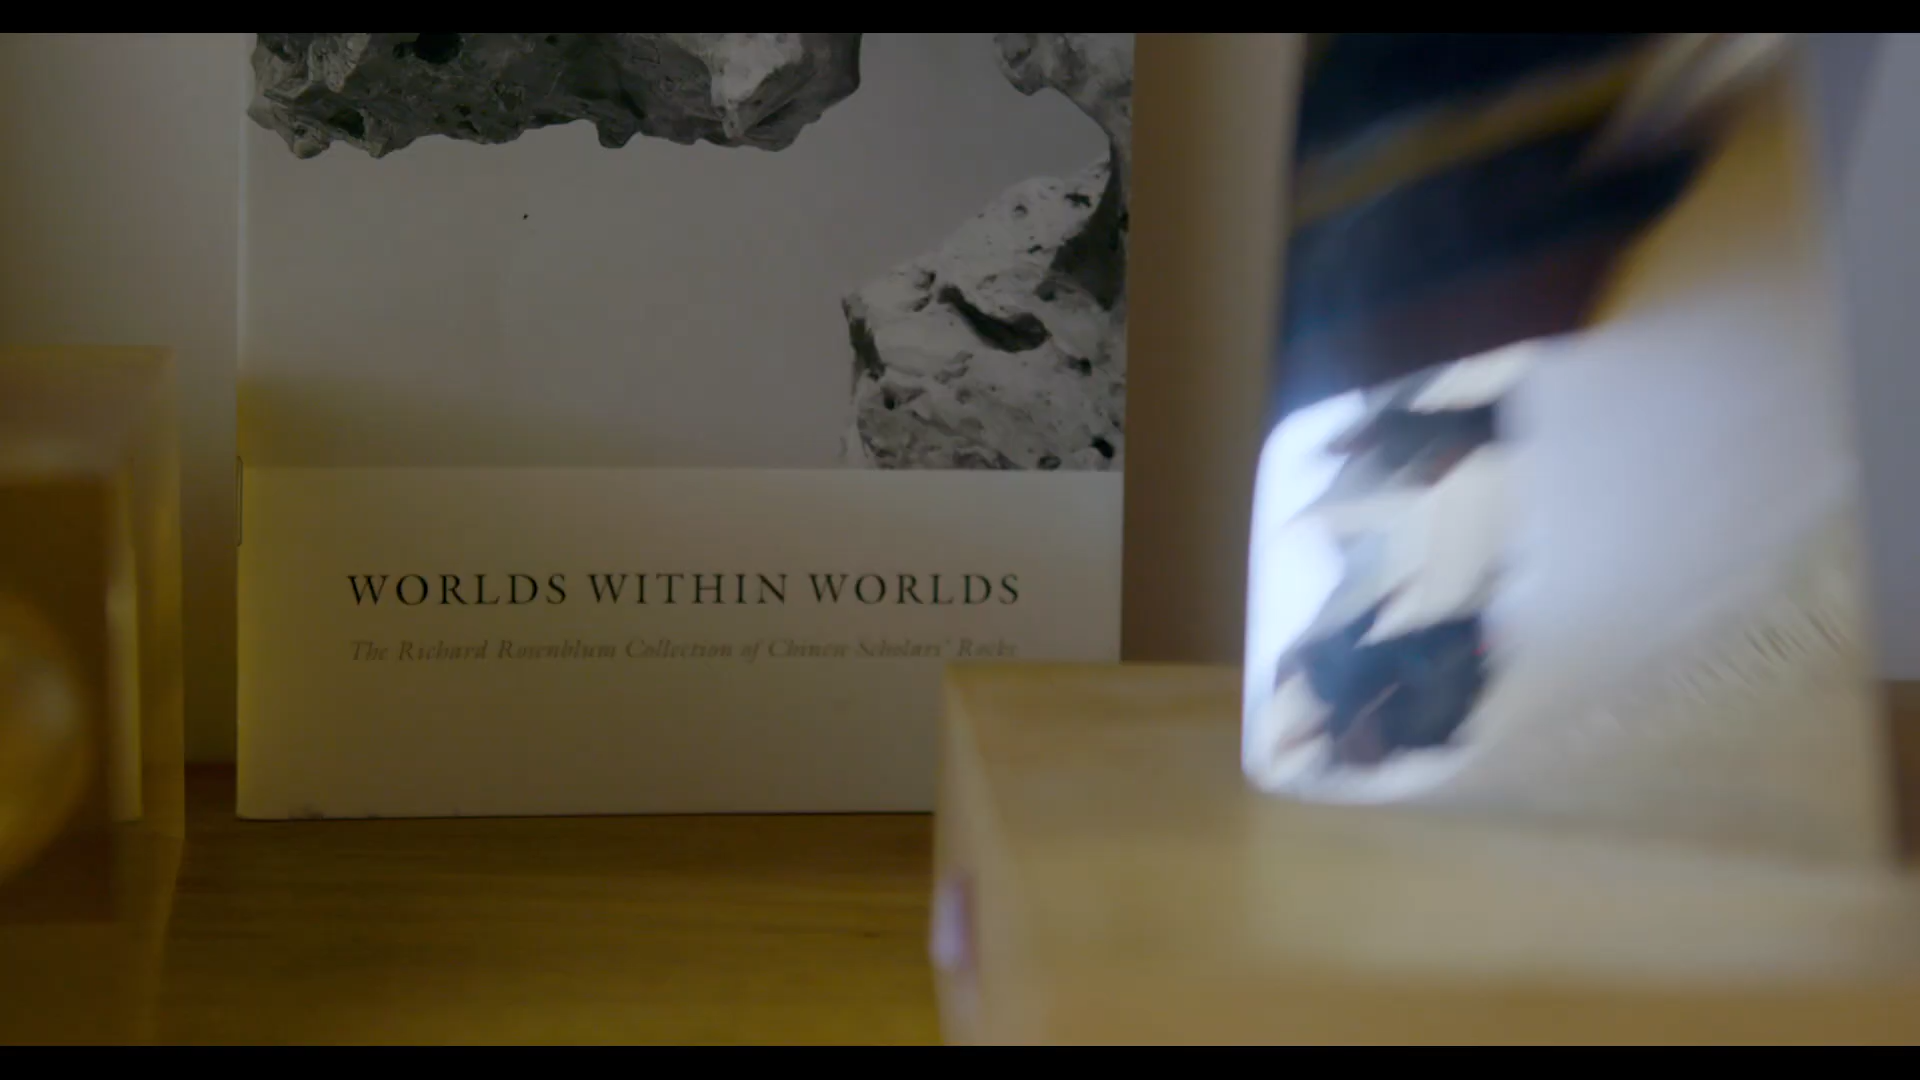 WORLDS WITHIN WORLDS
The Richard Rosenblum Collection of Chinese Scholars' Rocks